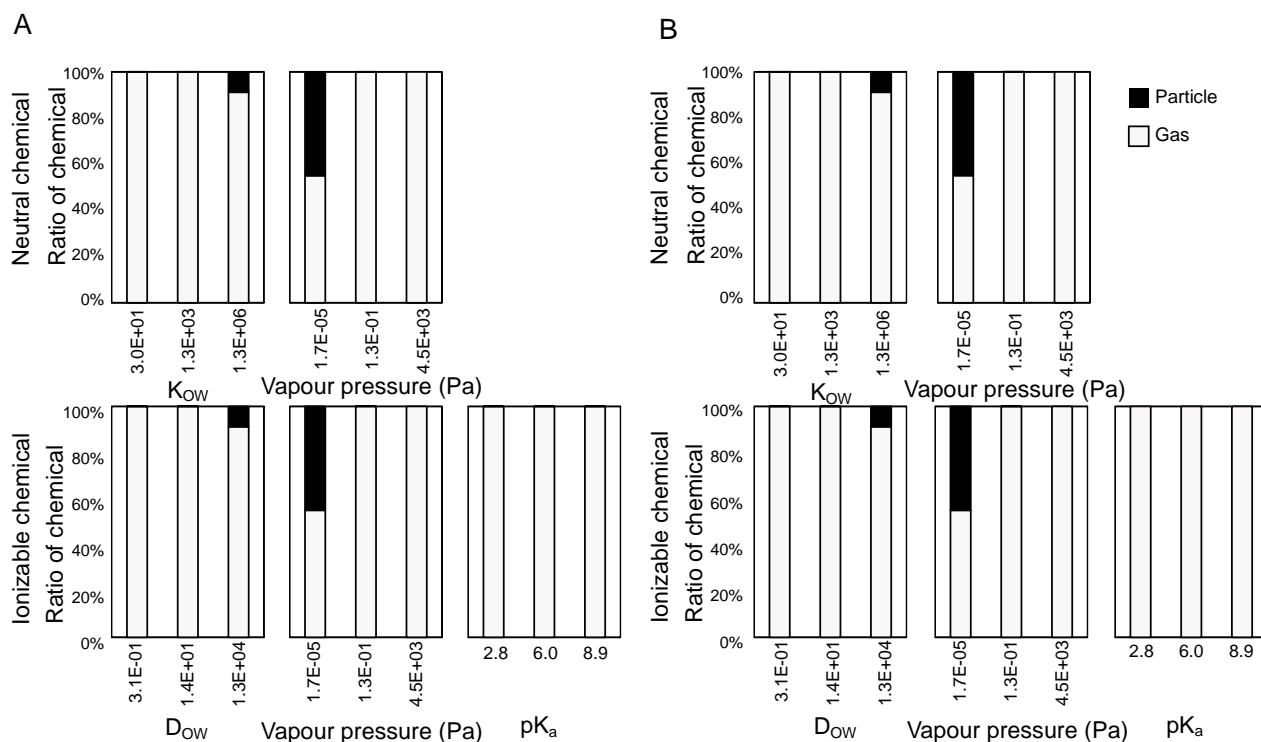 A
B
Neutral chemical
Ratio of chemical
100%
80%
60%
40%
20%
0%
3.0E+01
1.3E+03
1.3E+06
K_OW
1.7E-05
1.3E-01
4.5E+03
Vapour pressure (Pa)
Neutral chemical
Ratio of chemical
100%
80%
60%
40%
20%
0%
3.0E+01
1.3E+03
1.3E+06
K_OW
1.7E-05
1.3E-01
4.5E+03
Vapour pressure (Pa)
Particle
Gas
Ionizable chemical
Ratio of chemical
100%
80%
60%
40%
20%
0%
3.1E-01
1.4E+01
1.3E+04
D_OW
1.7E-05
1.3E-01
4.5E+03
Vapour pressure (Pa)
2.8 6.0 8.9
pK_a
Ionizable chemical
Ratio of chemical
100%
80%
60%
40%
20%
0%
3.1E-01
1.4E+01
1.3E+04
D_OW
1.7E-05
1.3E-01
4.5E+03
Vapour pressure (Pa)
2.8 6.0 8.9
pK_a